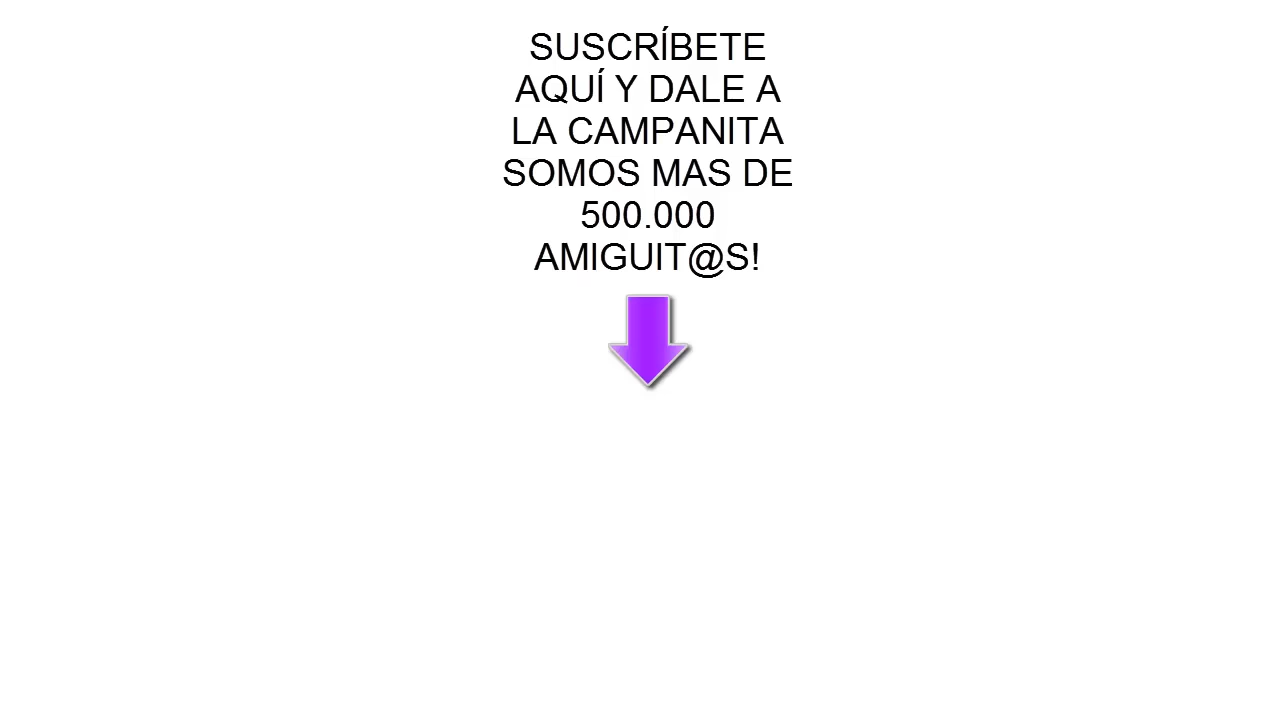 SUSCRÍBETE
AQUÍ Y DALE A
LA CAMPANITA
SOMOS MAS DE
500.000
AMIGUIT@S!